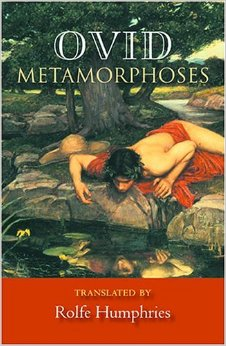 OVID
METAMORPHOSES
TRANSLATED BY
Rolfe Humphries